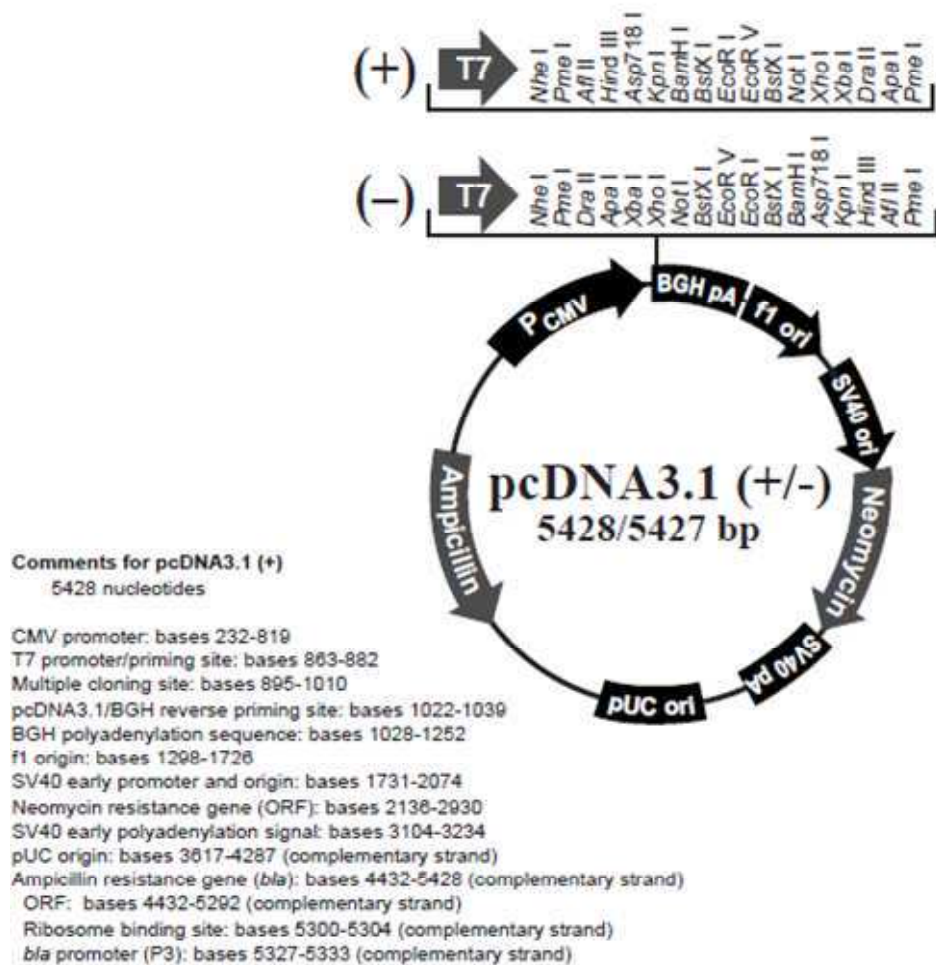 (+) T7 Nhe I Pme I Afl II Hind III Asp718 I Kpn I BamH I BstX I EcoR I EcoR V BstX I Not I Xho I Xba I Dra II Apa I Pme I
(–) T7 Nhe I Pme I Dra II Apa I Xba I Xho I Not I BstX I EcoR V EcoR I BstX I BamH I Asp718 I Kpn I Hind III Afl II Pme I
P CMV
BGH pA
f1 ori
SV40 ori
Neomycin
SV40 pA
pUC ori
Ampicillin
pcDNA3.1 (+/-)
5428/5427 bp
Comments for pcDNA3.1 (+)
5428 nucleotides
CMV promoter: bases 232-819
T7 promoter/priming site: bases 863-882
Multiple cloning site: bases 895-1010
pcDNA3.1/BGH reverse priming site: bases 1022-1039
BGH polyadenylation sequence: bases 1028-1252
f1 origin: bases 1298-1726
SV40 early promoter and origin: bases 1731-2074
Neomycin resistance gene (ORF): bases 2136-2930
SV40 early polyadenylation signal: bases 3104-3234
pUC origin: bases 3617-4287 (complementary strand)
Ampicillin resistance gene (bla): bases 4432-5428 (complementary strand)
ORF: bases 4432-5292 (complementary strand)
Ribosome binding site: bases 5300-5304 (complementary strand)
bla promoter (P3): bases 5327-5333 (complementary strand)